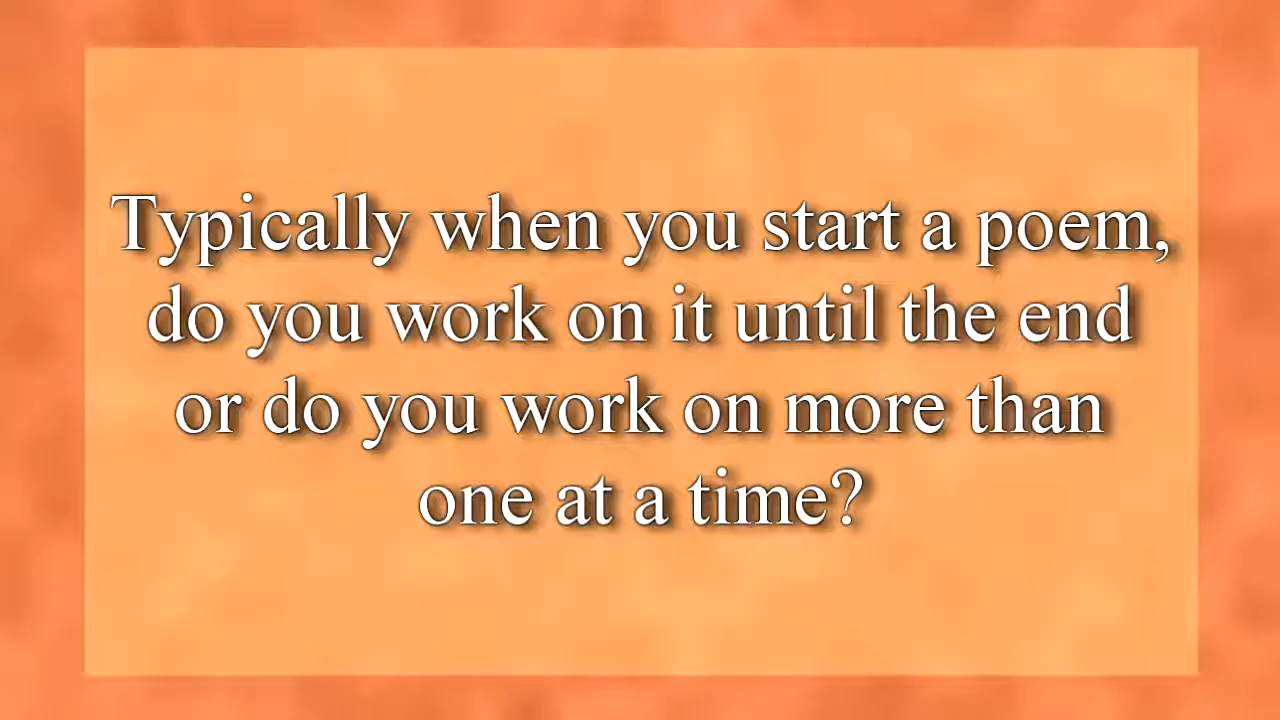 Typically when you start a poem,
do you work on it until the end
or do you work on more than
one at a time?